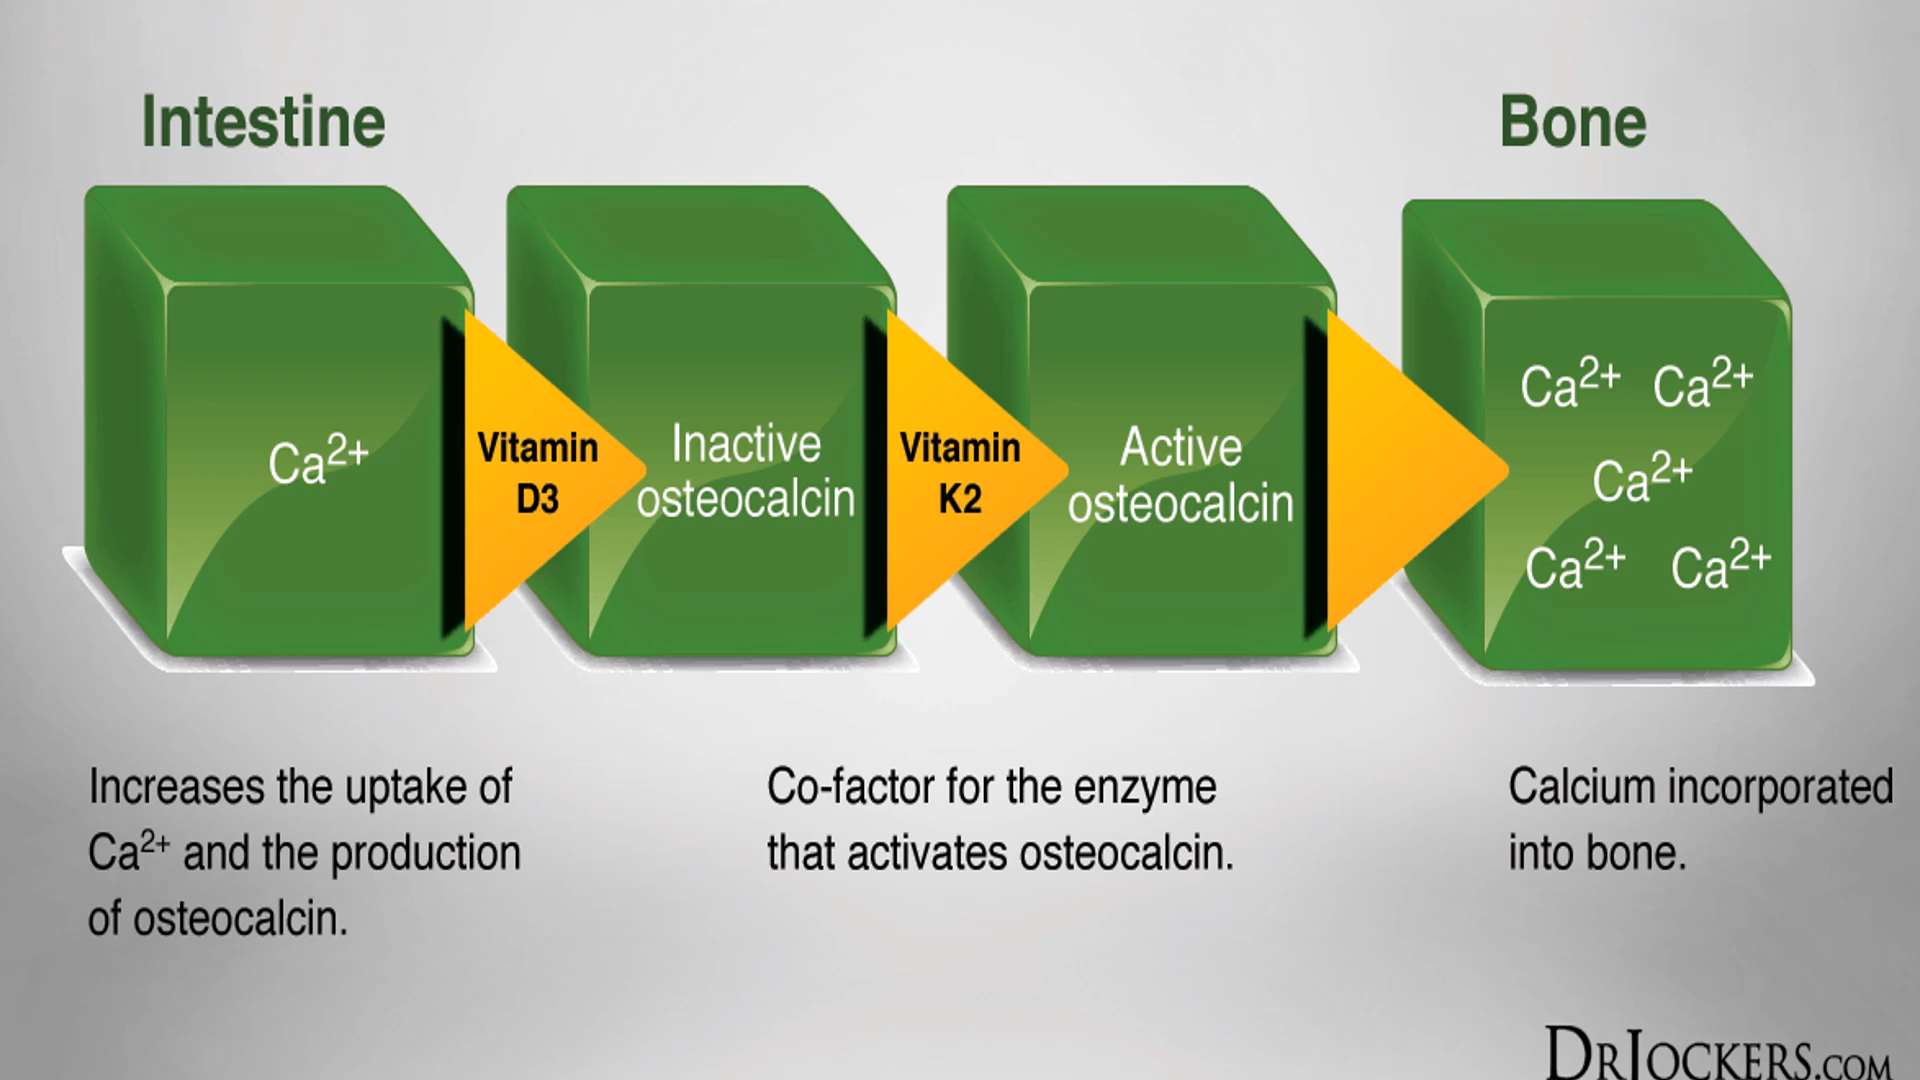 Intestine
Bone
Ca²⁺
Vitamin
D3
Inactive
osteocalcin
Vitamin
K2
Active
osteocalcin
Ca²⁺ Ca²⁺
Ca²⁺
Ca²⁺ Ca²⁺
Increases the uptake of
Ca²⁺ and the production
of osteocalcin.
Co-factor for the enzyme
that activates osteocalcin.
Calcium incorporated
into bone.
DRJOCKERS.COM